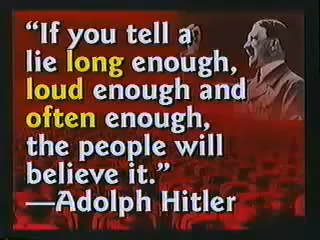 “If you tell a
lie long enough,
loud enough and
often enough,
the people will
believe it.”
—Adolph Hitler